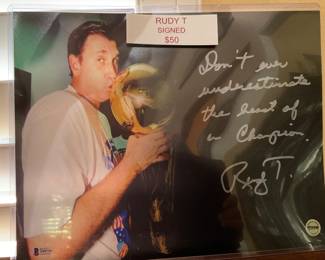 RUDY T
SIGNED
$50
Don't ever
underestimate
the heart of
a Champion.
Rudy T.